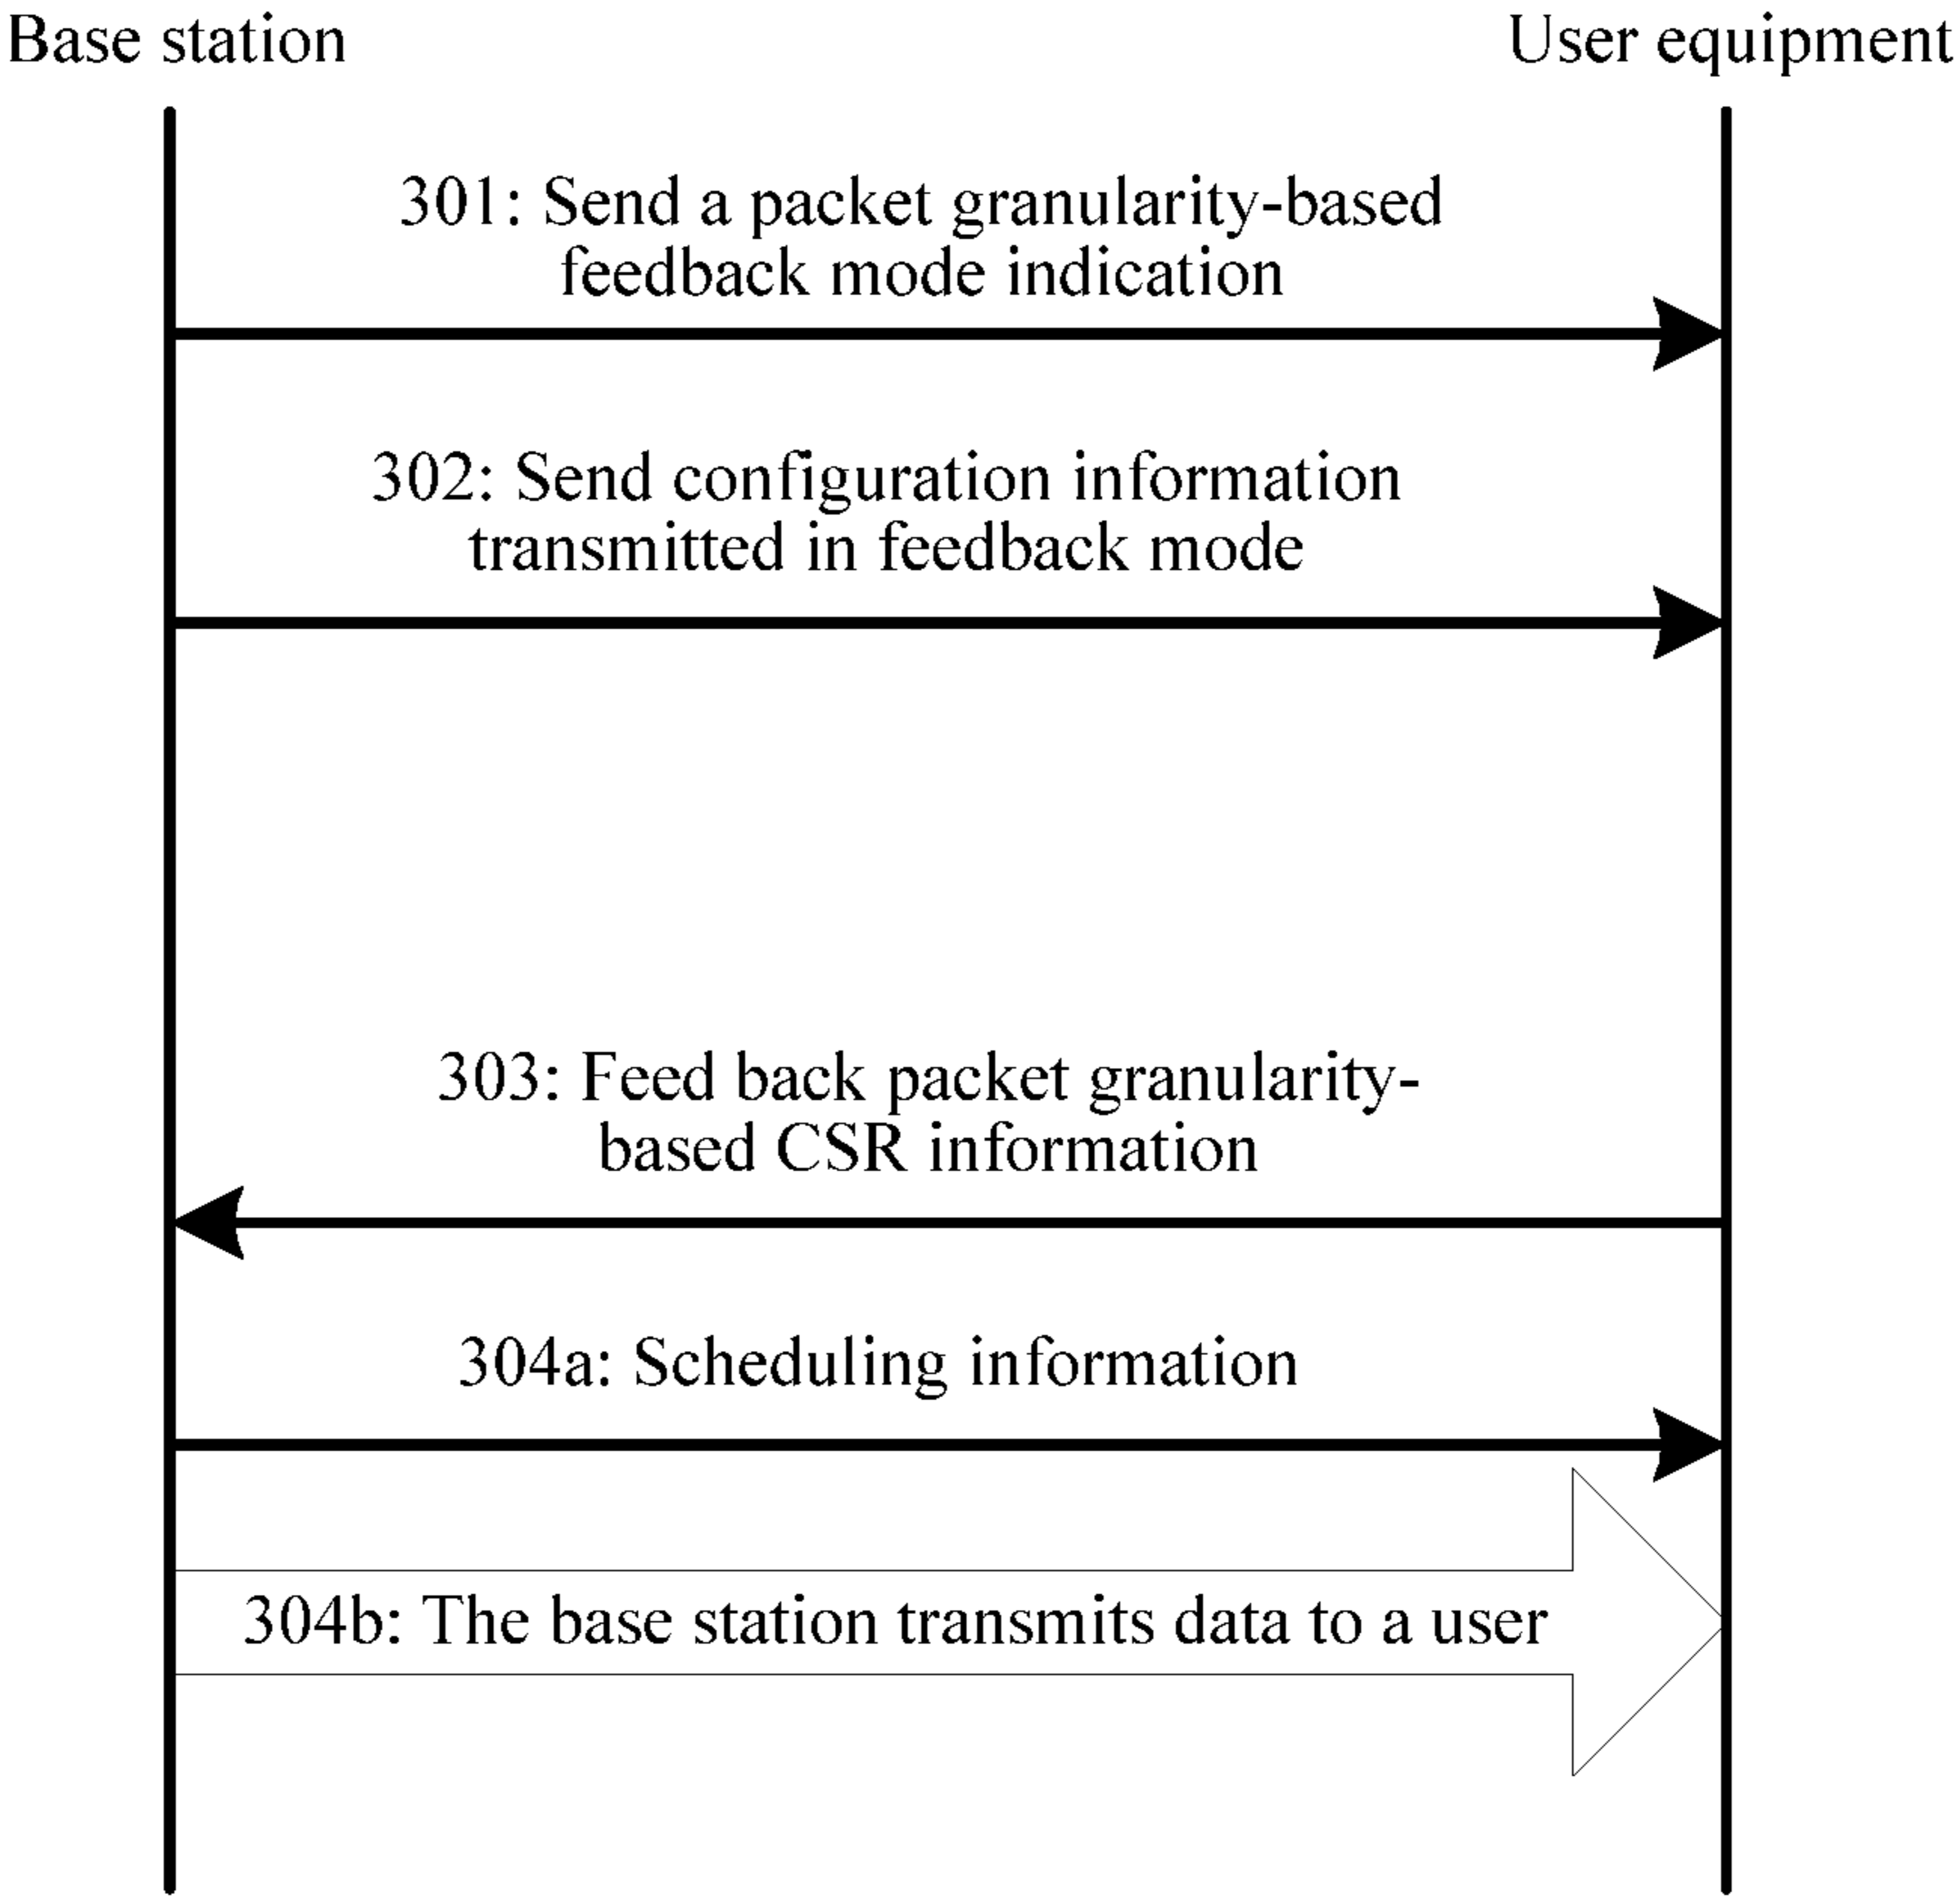 Base station
User equipment
301: Send a packet granularity-based
feedback mode indication
302: Send configuration information
transmitted in feedback mode
303: Feed back packet granularity-
based CSR information
304a: Scheduling information
304b: The base station transmits data to a user